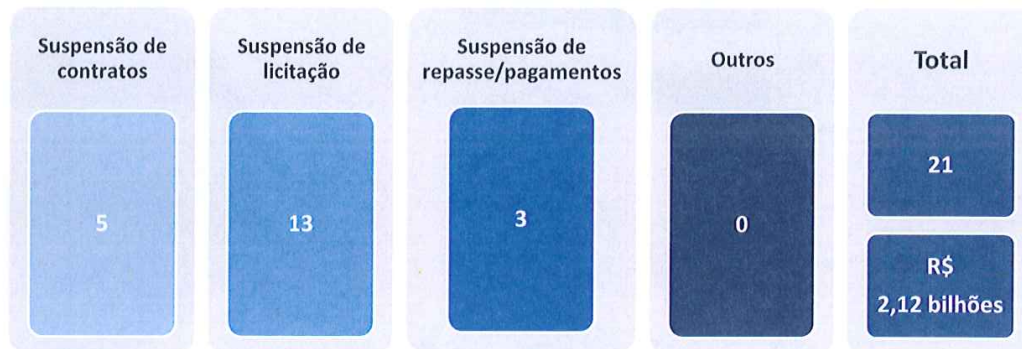 Suspensão de
contratos
5
Suspensão de
licitação
13
Suspensão de
repasse/pagamentos
3
Outros
0
Total
21
R$
2,12 bilhões